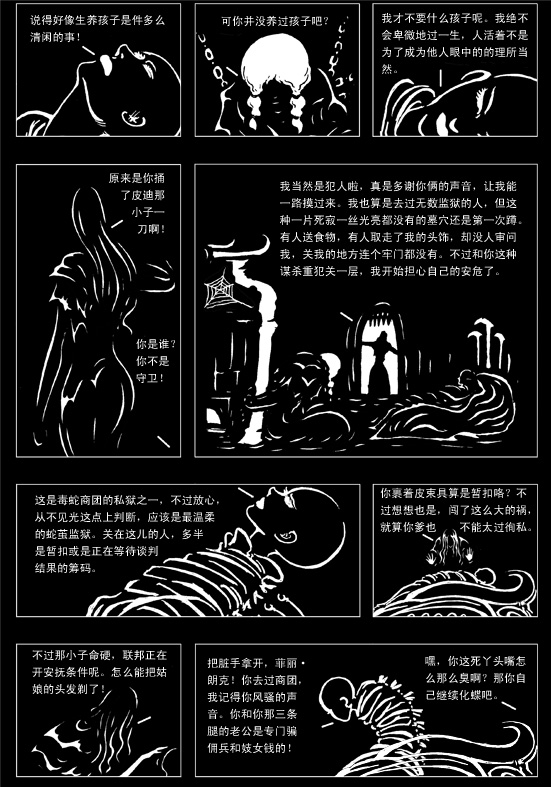 说得好像生养孩子是件多么
清闲的事！
可你并没养过孩子吧？
我才不要什么孩子呢。我绝不
会卑微地过一生，人活着不是
为了成为他人眼中的的理所当
然。
原来是你捅
了皮迪那
小子一
刀啊！
你是谁？
你不是
守卫！
我当然是犯人啦，真是多谢你俩的声音，让我能
一路摸过来。我也算是去过无数监狱的人，但这
种一片死寂一丝光亮都没有的墓穴还是第一次蹲。
有人送食物，有人取走了我的头饰，却没人审问
我，关我的地方连个牢门都没有。不过和你这种
谋杀重犯关一层，我开始担心自己的安危了。
这是毒蛇商团的私狱之一，不过放心，
从不见光这点上判断，应该是最温柔
的蛇茧监狱。关在这儿的人，多半
是暂扣或是正在等待谈判
结果的筹码。
你裹着皮束具算是暂扣咯？不
过想想也是，闯了这么大的祸，
就算你爹也 不能太过徇私。
不过那小子命硬，联邦正在
开安抚条件呢。怎么能把姑
娘的头发剃了！
把脏手拿开，菲丽·
朗克！你去过商团，
我记得你风骚的声
音。你和你那三条
腿的老公是专门骗
佣兵和妓女钱的！
嘿，你这死丫头嘴怎
么那么臭啊？那你自
己继续化蝶吧。